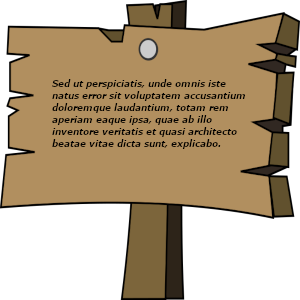 Sed ut perspiciatis, unde omnis iste
natus error sit voluptatem accusantium
doloremque laudantium, totam rem
aperiam eaque ipsa, quae ab illo
inventore veritatis et quasi architecto
beatae vitae dicta sunt, explicabo.